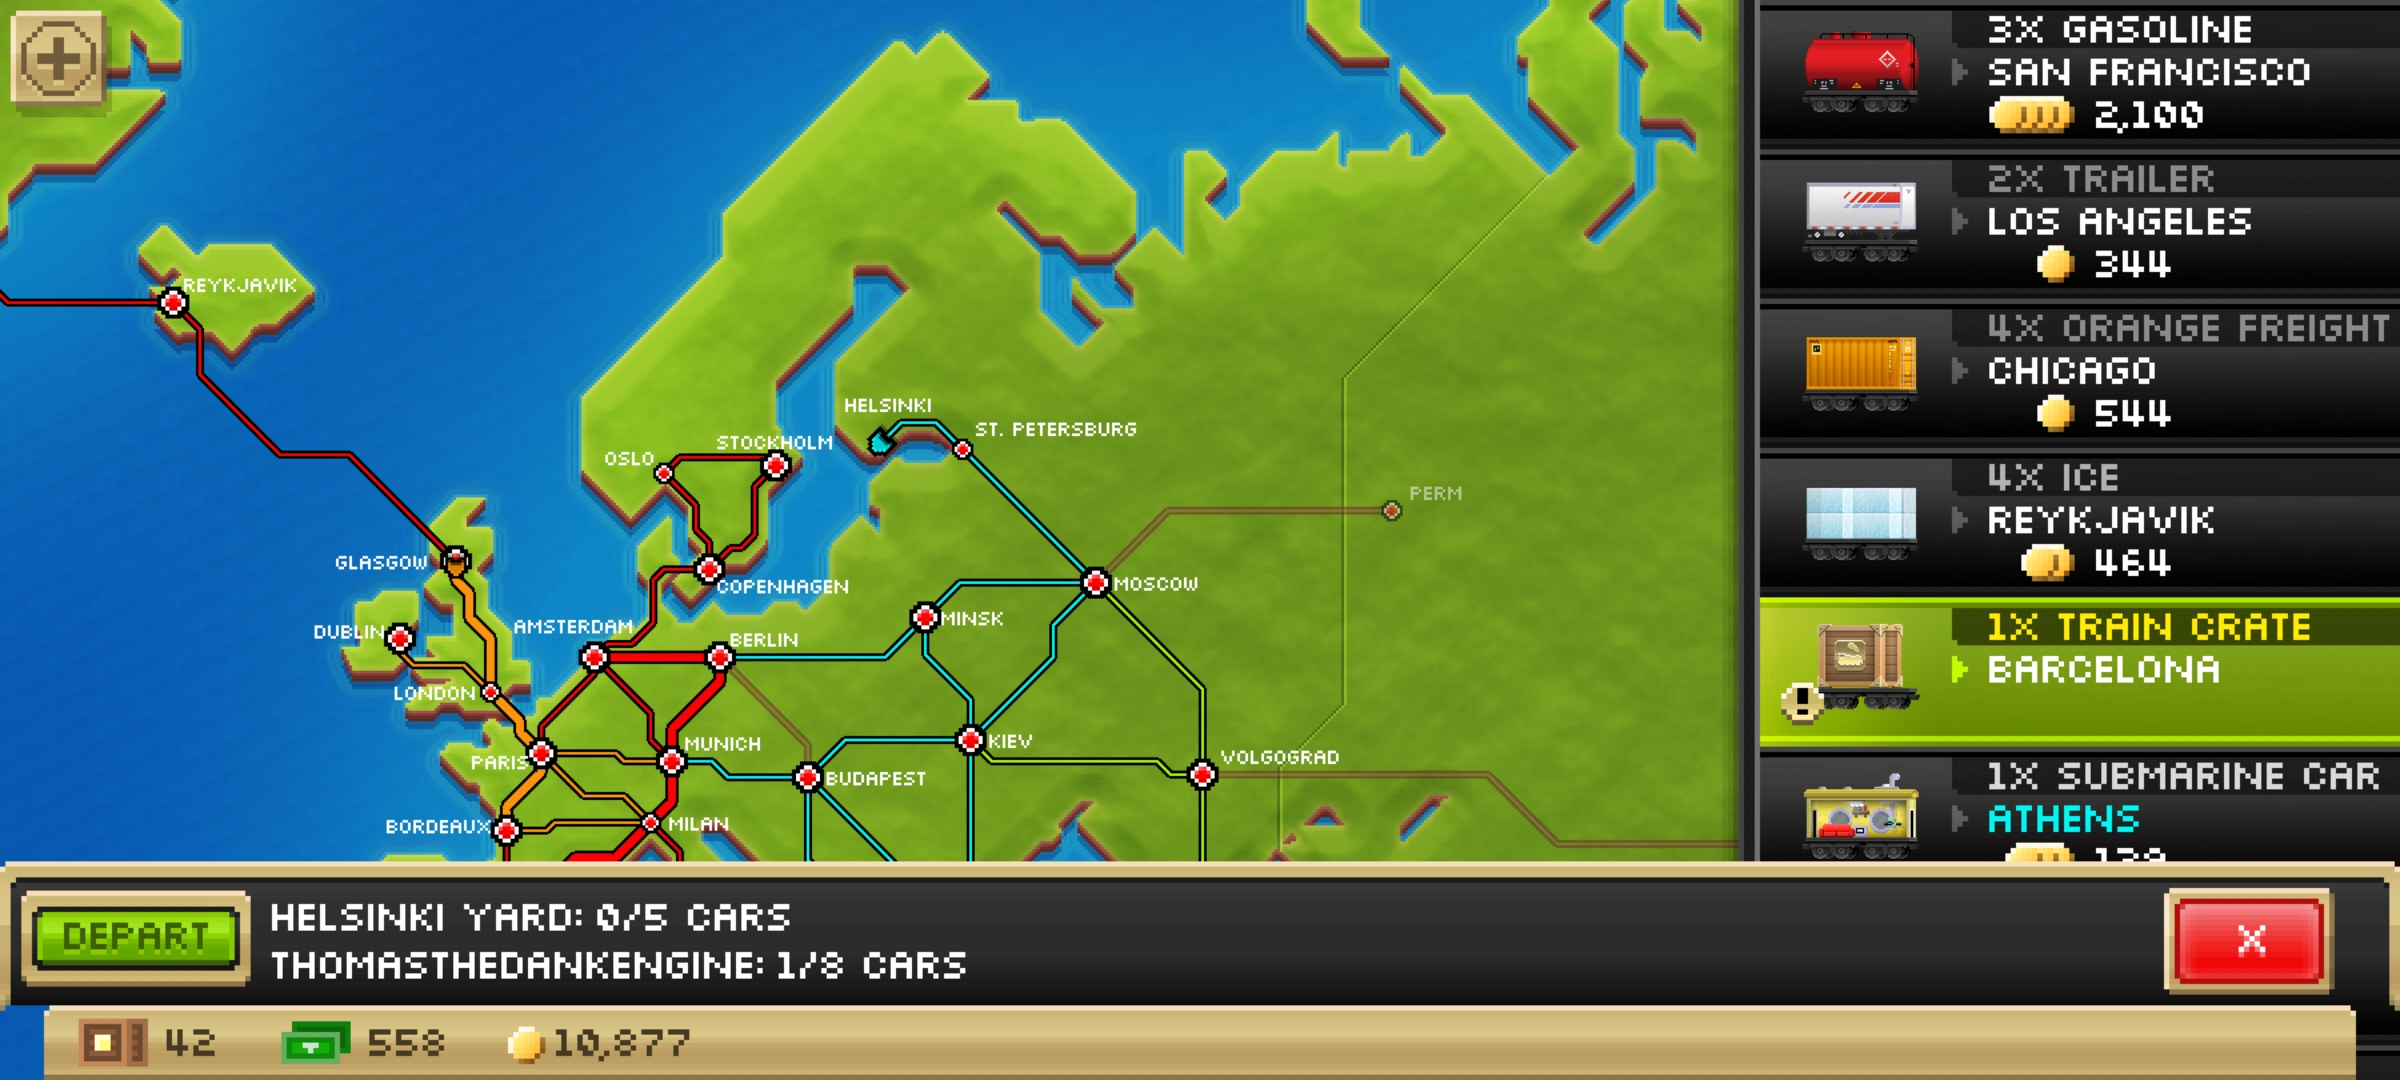 REYKJAVIK
HELSINKI
ST. PETERSBURG
STOCKHOLM
OSLO
PERM
GLASGOW
COPENHAGEN
MOSCOW
MINSK
DUBLIN
AMSTERDAM
BERLIN
LONDON
MUNICH
KIEV
VOLGOGRAD
PARIS
BUDAPEST
BORDEAUX
MILAN
3X GASOLINE
SAN FRANCISCO
2,100
2X TRAILER
LOS ANGELES
344
4X ORANGE FREIGHT
CHICAGO
544
4X ICE
REYKJAVIK
464
1X TRAIN CRATE
BARCELONA
1X SUBMARINE CAR
ATHENS
DEPART
HELSINKI YARD: 0/5 CARS
THOMASTHEDANKENGINE: 1/8 CARS
X
42
558
10,877